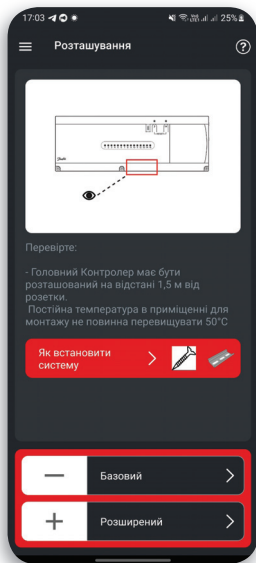 17:03
25%
Розташування
?
Danfoss
Перевірте:
- Головний Контролер має бути
розташований на відстані 1,5 м від
розетки.
Постійна температура в приміщенні для
монтажу не повинна перевищувати 50°C
Як встановити
систему
Базовий
Розширений